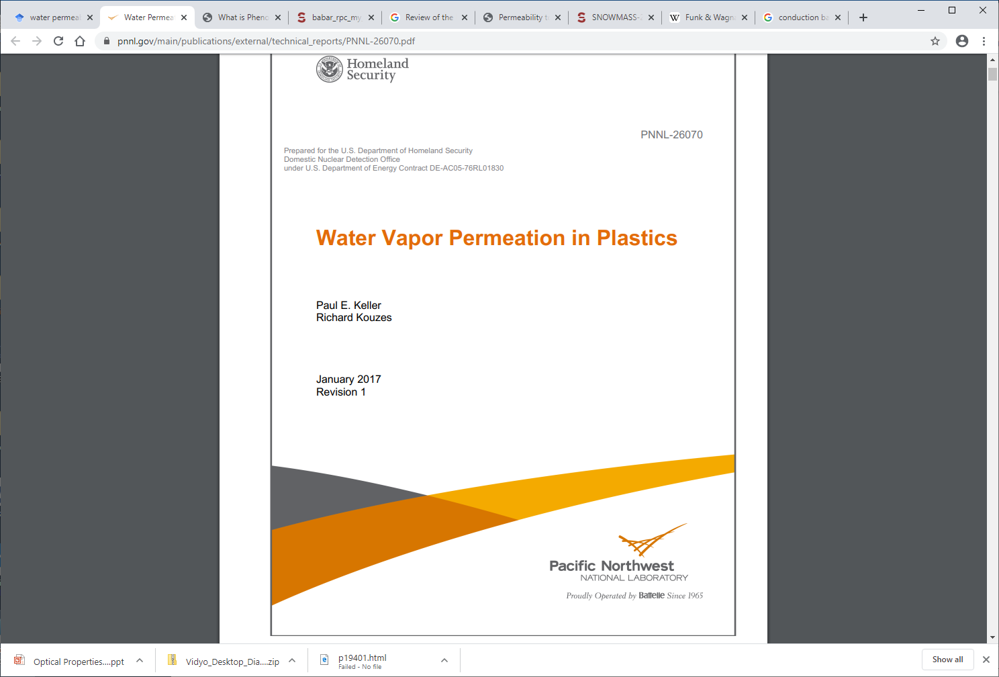 water permeab
Water Permea
What is Pheno
babar_rpc_my
Review of the
Permeability t
SNOWMASS-2
Funk & Wagn
conduction ba
pnnl.gov/main/publications/external/technical_reports/PNNL-26070.pdf
Homeland
Security
PNNL-26070
Prepared for the U.S. Department of Homeland Security
Domestic Nuclear Detection Office
under U.S. Department of Energy Contract DE-AC05-76RL01830
Water Vapor Permeation in Plastics
Paul E. Keller
Richard Kouzes
January 2017
Revision 1
Pacific Northwest
NATIONAL LABORATORY
Proudly Operated by Battelle Since 1965
Optical Properties....ppt
Vidyo_Desktop_Dia....zip
p19401.html
Failed - No file
Show all